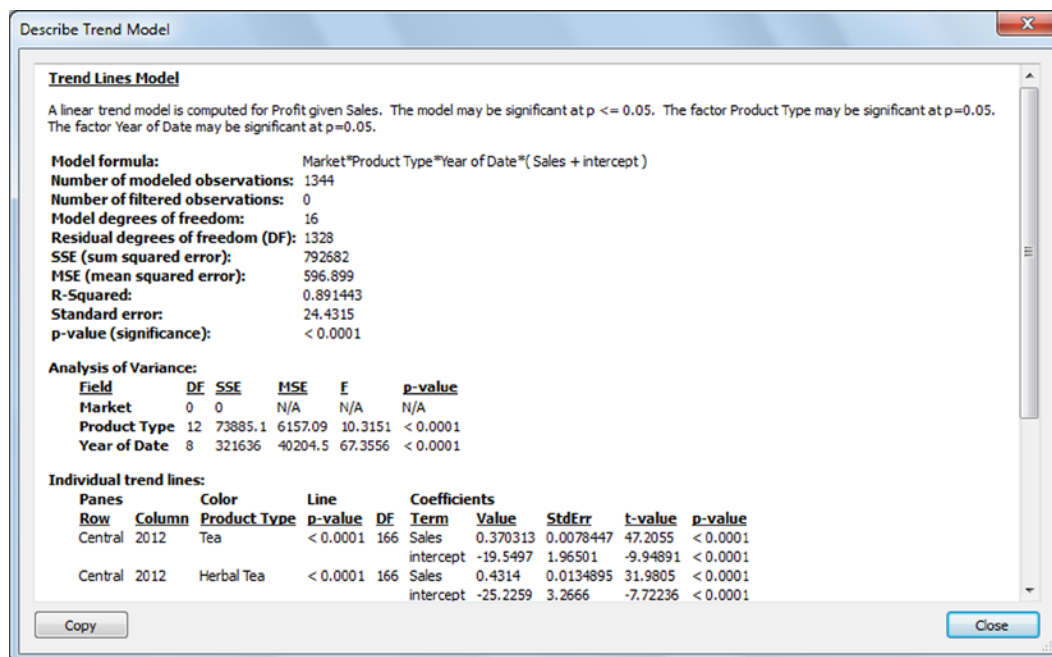 Describe Trend Model
Trend Lines Model
A linear trend model is computed for Profit given Sales. The model may be significant at p <= 0.05. The factor Product Type may be significant at p=0.05.
The factor Year of Date may be significant at p=0.05.
Model formula: Market*Product Type*Year of Date*( Sales + intercept )
Number of modeled observations: 1344
Number of filtered observations: 0
Model degrees of freedom: 16
Residual degrees of freedom (DF): 1328
SSE (sum squared error): 792682
MSE (mean squared error): 596.899
R-Squared: 0.891443
Standard error: 24.4315
p-value (significance): < 0.0001
Analysis of Variance:
Field DF SSE MSE F p-value
Market 0 0 N/A N/A N/A
Product Type 12 73885.1 6157.09 10.3151 < 0.0001
Year of Date 8 321636 40204.5 67.3556 < 0.0001
Individual trend lines:
Panes Color Line Coefficients
Row Column Product Type p-value DF Term Value StdErr t-value p-value
Central 2012 Tea < 0.0001 166 Sales 0.370313 0.0078447 47.2055 < 0.0001
intercept -19.5497 1.96501 -9.94891 < 0.0001
Central 2012 Herbal Tea < 0.0001 166 Sales 0.4314 0.0134895 31.9805 < 0.0001
intercept -25.2259 3.2666 -7.72236 < 0.0001
Copy Close